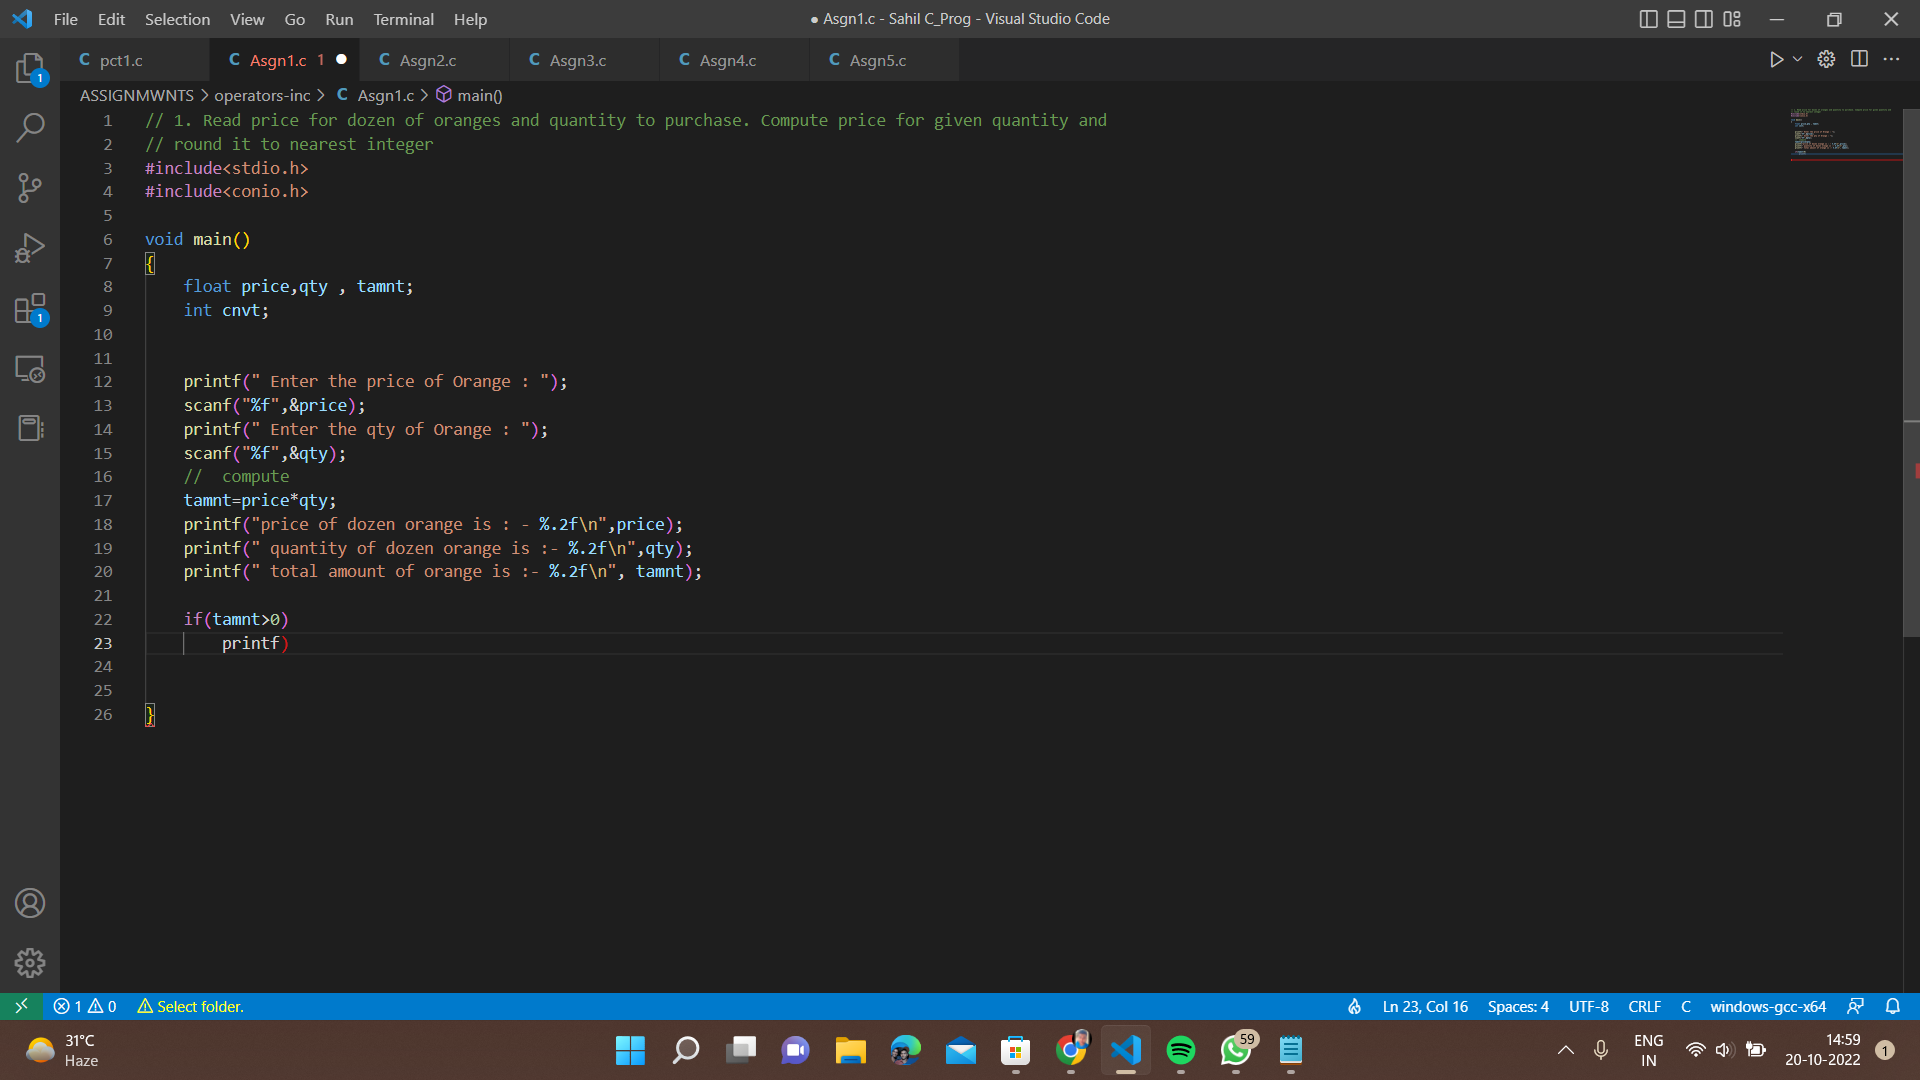 File Edit Selection View Go Run Terminal Help
● Asgn1.c - Sahil C_Prog - Visual Studio Code
C pct1.c C Asgn1.c 1 ● C Asgn2.c C Asgn3.c C Asgn4.c C Asgn5.c
ASSIGNMWNTS > operators-inc > C Asgn1.c > main()
1 // 1. Read price for dozen of oranges and quantity to purchase. Compute price for given quantity and
2 // round it to nearest integer
3 #include<stdio.h>
4 #include<conio.h>
5
6 void main()
7 {
8 float price,qty , tamnt;
9 int cnvt;
10
11
12 printf(" Enter the price of Orange : ");
13 scanf("%f",&price);
14 printf(" Enter the qty of Orange : ");
15 scanf("%f",&qty);
16 //  compute
17 tamnt=price*qty;
18 printf("price of dozen orange is : - %.2f\n",price);
19 printf(" quantity of dozen orange is :- %.2f\n",qty);
20 printf(" total amount of orange is :- %.2f\n", tamnt);
21
22 if(tamnt>0)
23 printf)
24
25
26 }
1
1
1 0 Select folder.
Ln 23, Col 16 Spaces: 4 UTF-8 CRLF C windows-gcc-x64
31°C
Haze
59
ENG
IN
14:59
20-10-2022
1